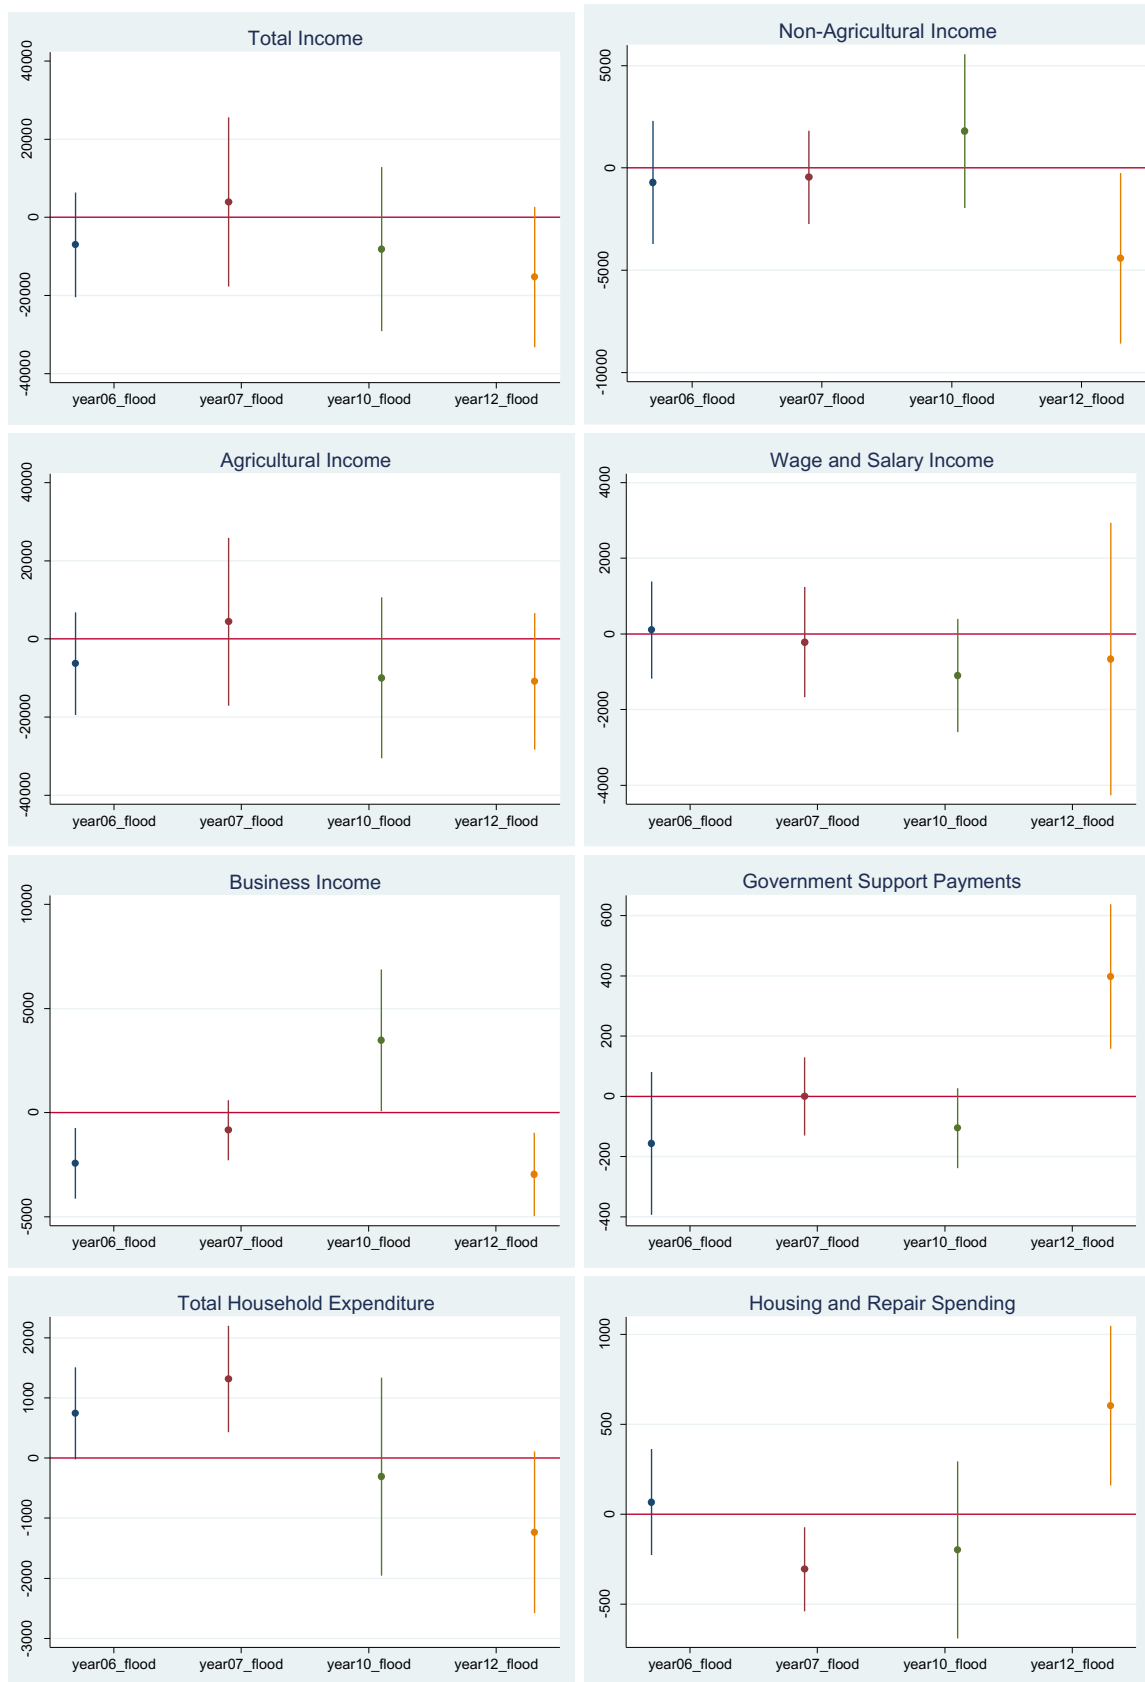 Total Income
40000
20000
0
-20000
-40000
year06_flood year07_flood year10_flood year12_flood
Non-Agricultural Income
5000
0
-5000
-10000
year06_flood year07_flood year10_flood year12_flood
Agricultural Income
40000
20000
0
-20000
-40000
year06_flood year07_flood year10_flood year12_flood
Wage and Salary Income
4000
2000
0
-2000
-4000
year06_flood year07_flood year10_flood year12_flood
Business Income
10000
5000
0
-5000
year06_flood year07_flood year10_flood year12_flood
Government Support Payments
600
400
200
0
-200
-400
year06_flood year07_flood year10_flood year12_flood
Total Household Expenditure
2000
1000
0
-1000
-2000
-3000
year06_flood year07_flood year10_flood year12_flood
Housing and Repair Spending
1000
500
0
-500
year06_flood year07_flood year10_flood year12_flood